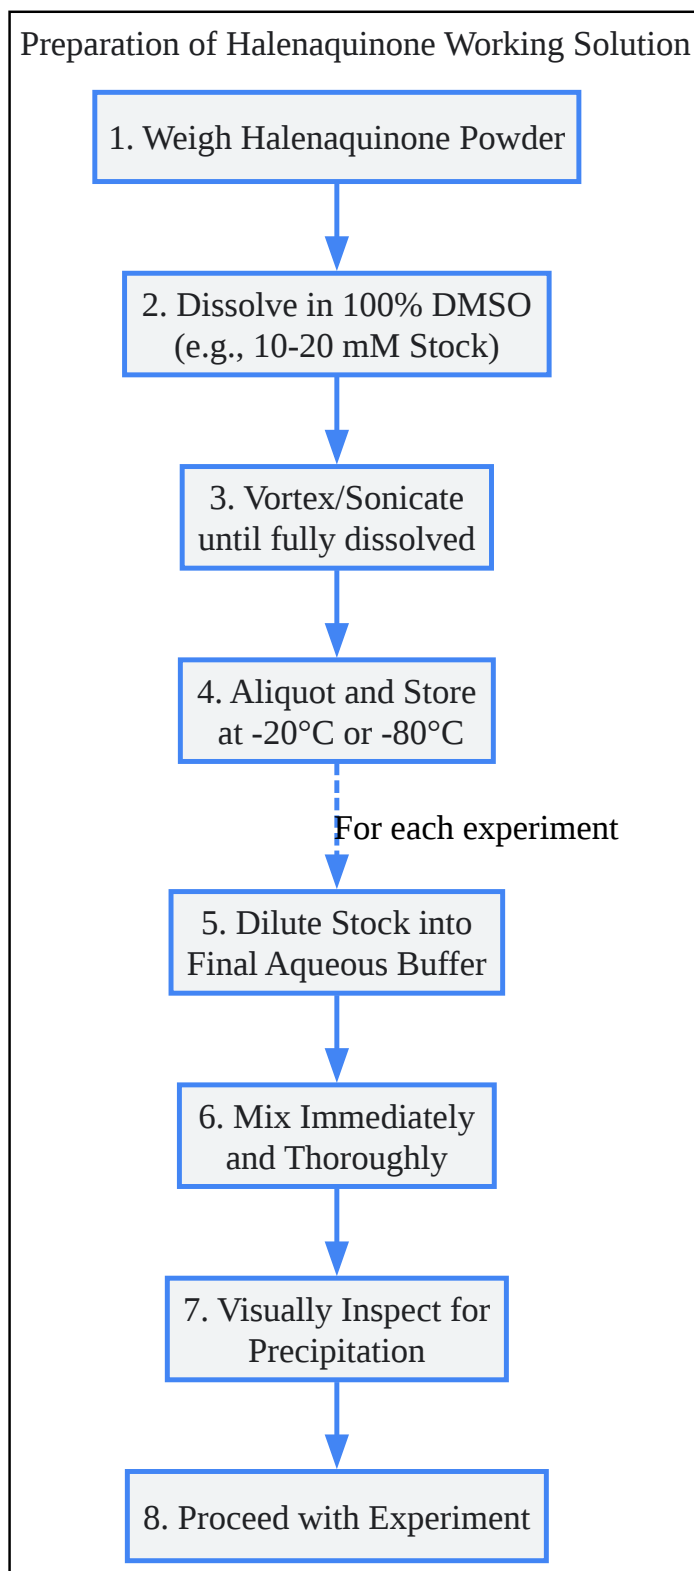 Preparation of Halenaquinone Working Solution
1. Weigh Halenaquinone Powder
2. Dissolve in 100% DMSO
(e.g., 10-20 mM Stock)
3. Vortex/Sonicate
until fully dissolved
4. Aliquot and Store
at -20°C or -80°C
For each experiment
5. Dilute Stock into
Final Aqueous Buffer
6. Mix Immediately
and Thoroughly
7. Visually Inspect for
Precipitation
8. Proceed with Experiment